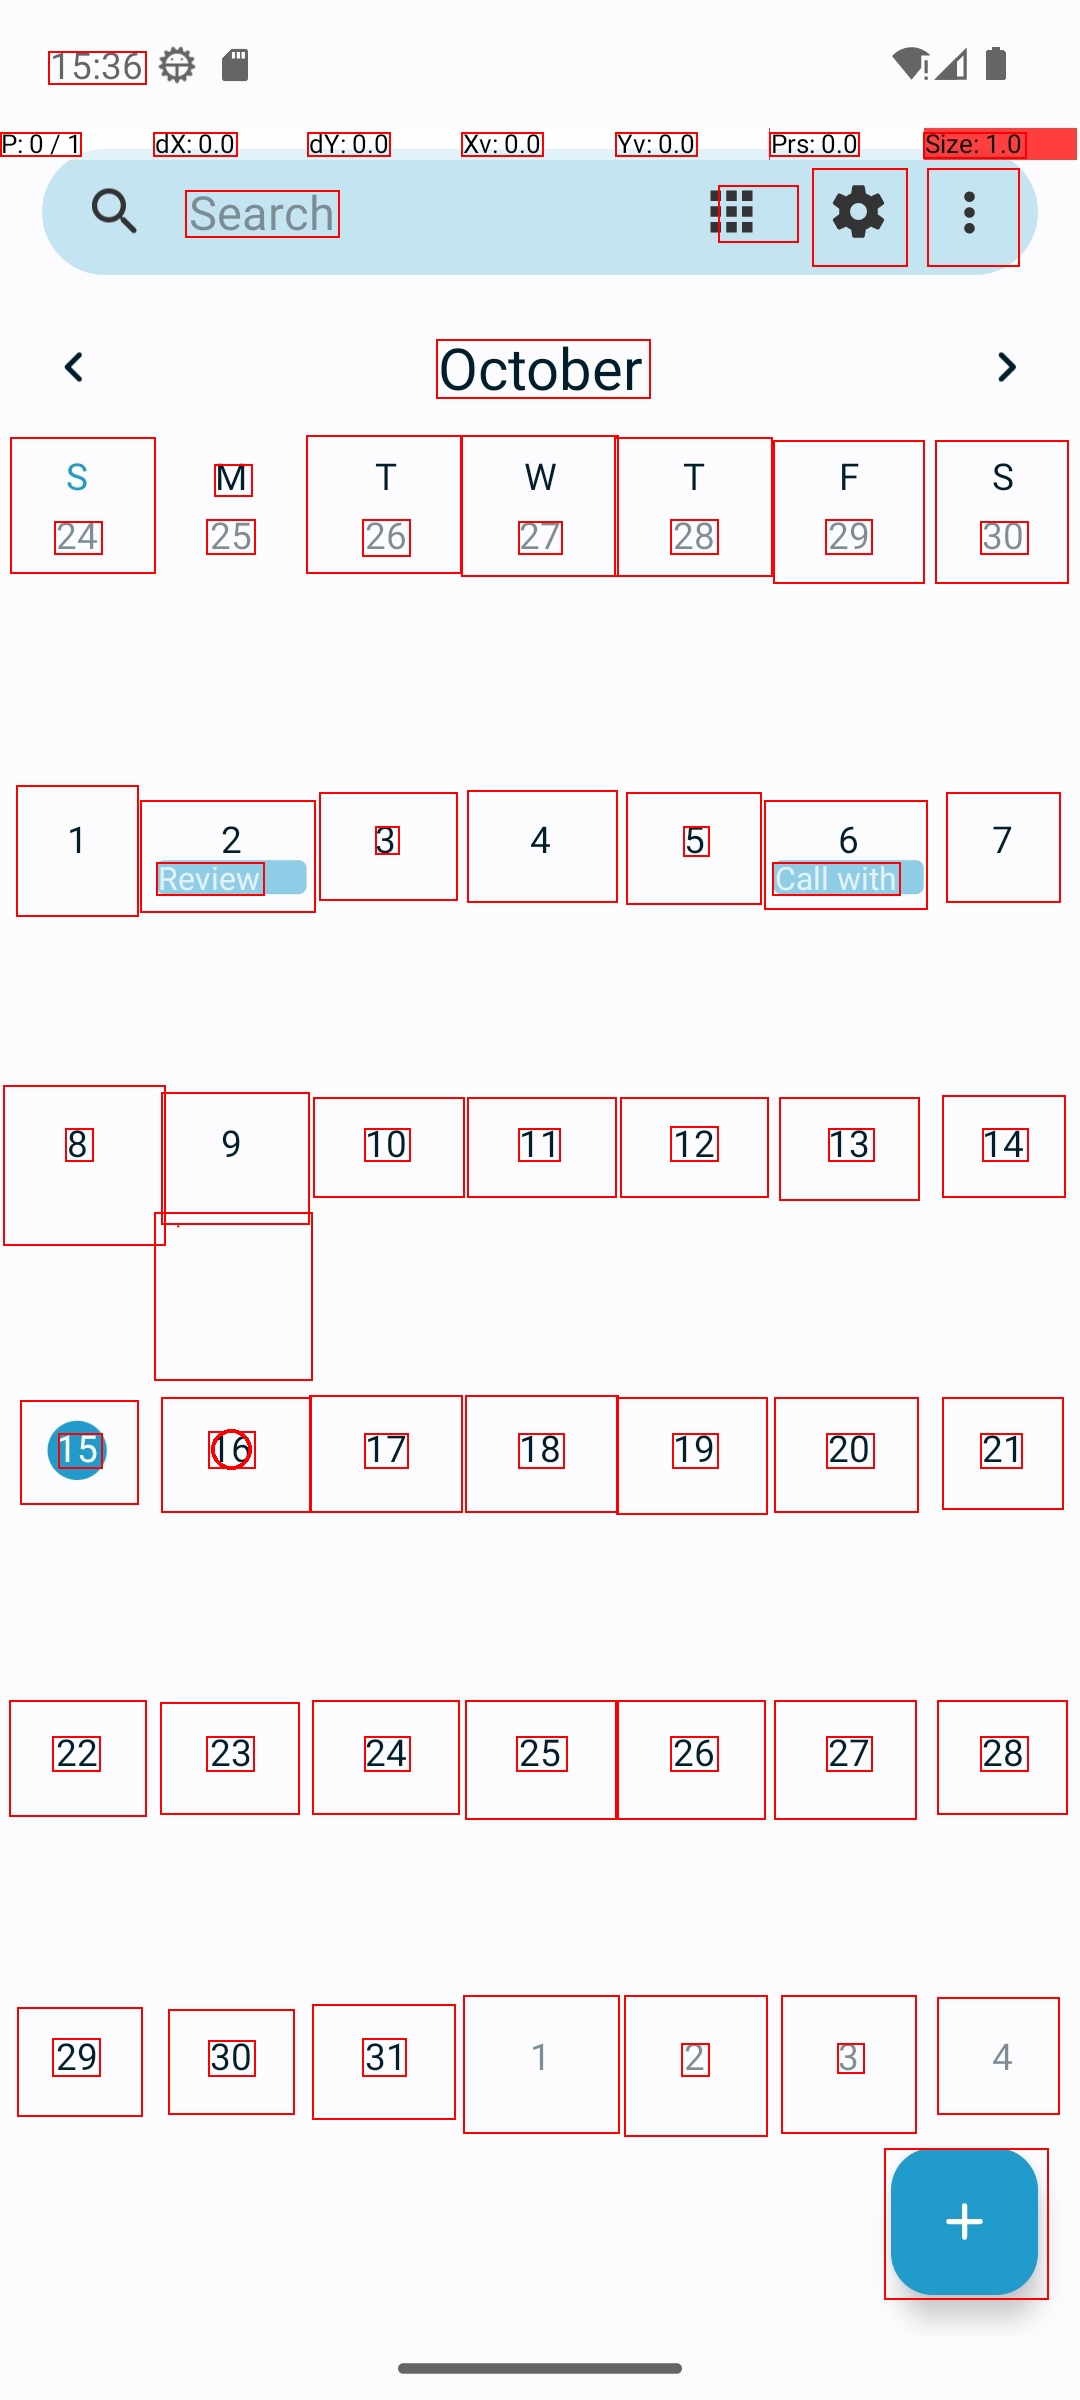 15:36
P: 0 / 1 dX: 0.0 dY: 0.0 Xv: 0.0 Yv: 0.0 Prs: 0.0 Size: 1.0
Search
October
S M T W T F S
24 25 26 27 28 29 30
1 2 3 4 5 6 7
Review Call with
8 9 10 11 12 13 14
15 16 17 18 19 20 21
22 23 24 25 26 27 28
29 30 31 1 2 3 4